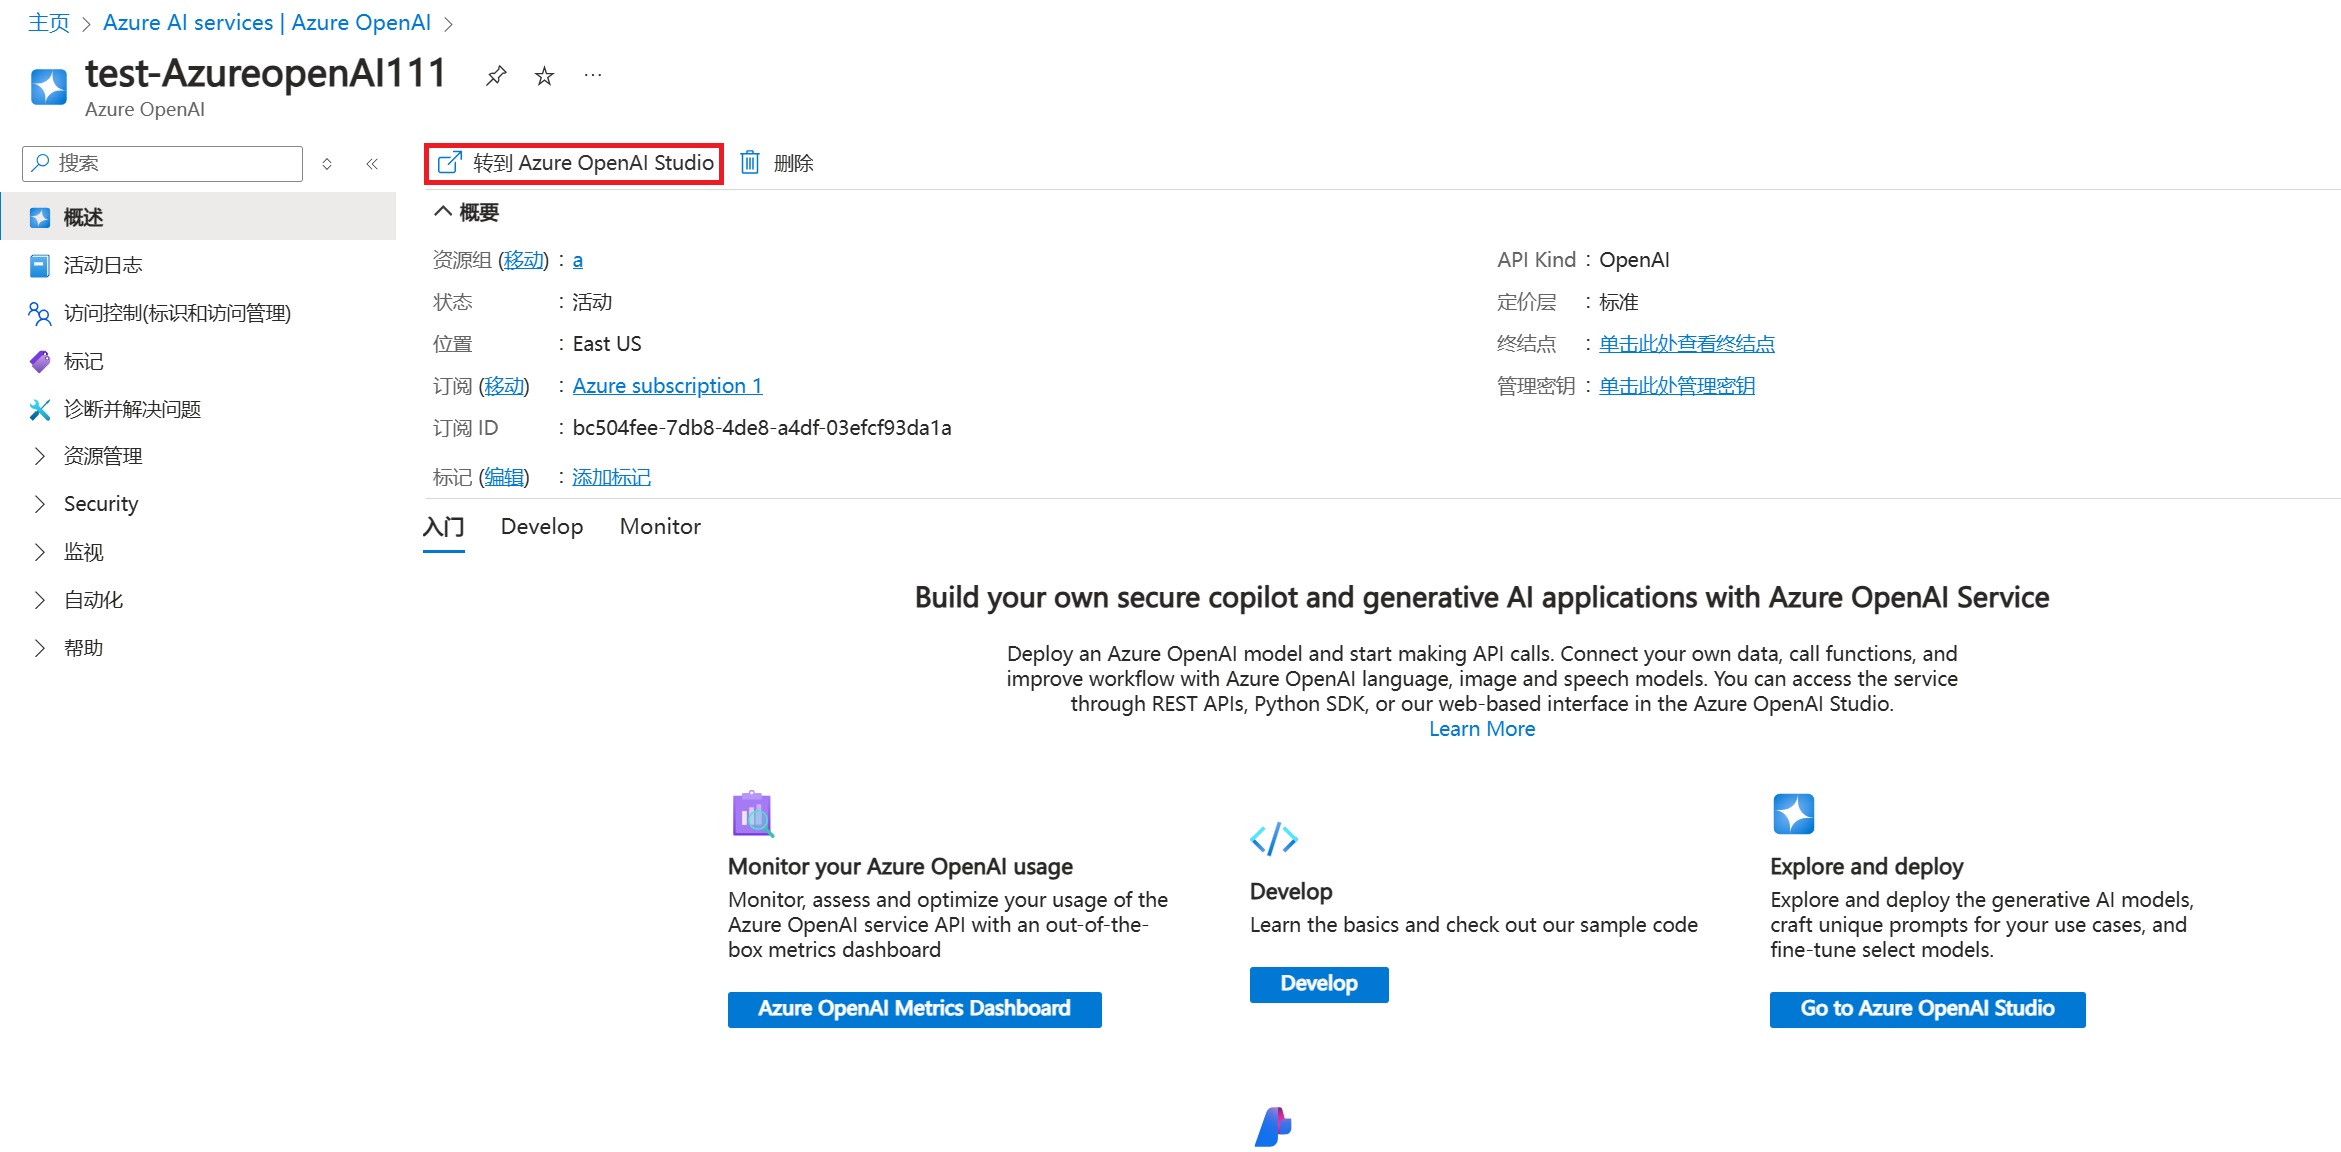 主页 > Azure AI services | Azure OpenAI >
test-AzureopenAI111
Azure OpenAI
搜索
转到 Azure OpenAI Studio
删除
概述
活动日志
访问控制(标识和访问管理)
标记
诊断并解决问题
资源管理
Security
监视
自动化
帮助
概要
资源组 (移动) : a
状态 : 活动
位置 : East US
订阅 (移动) : Azure subscription 1
订阅 ID : bc504fee-7db8-4de8-a4df-03efcf93da1a
标记 (编辑) : 添加标记
API Kind : OpenAI
定价层 : 标准
终结点 : 单击此处查看终结点
管理密钥 : 单击此处管理密钥
入门 Develop Monitor
Build your own secure copilot and generative AI applications with Azure OpenAI Service
Deploy an Azure OpenAI model and start making API calls. Connect your own data, call functions, and
improve workflow with Azure OpenAI language, image and speech models. You can access the service
through REST APIs, Python SDK, or our web-based interface in the Azure OpenAI Studio.
Learn More
Monitor your Azure OpenAI usage
Monitor, assess and optimize your usage of the
Azure OpenAI service API with an out-of-the-
box metrics dashboard
Azure OpenAI Metrics Dashboard
Develop
Learn the basics and check out our sample code
Develop
Explore and deploy
Explore and deploy the generative AI models,
craft unique prompts for your use cases, and
fine-tune select models.
Go to Azure OpenAI Studio